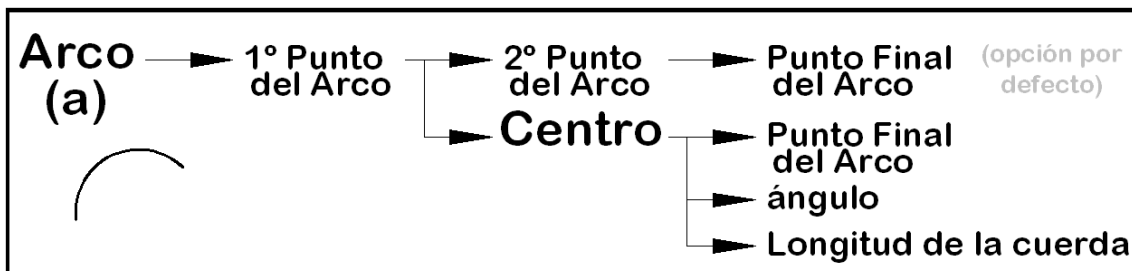 Arco
(a)
1º Punto
del Arco
2º Punto
del Arco
Punto Final
del Arco
(opción por
defecto)
Centro
Punto Final
del Arco
ángulo
Longitud de la cuerda